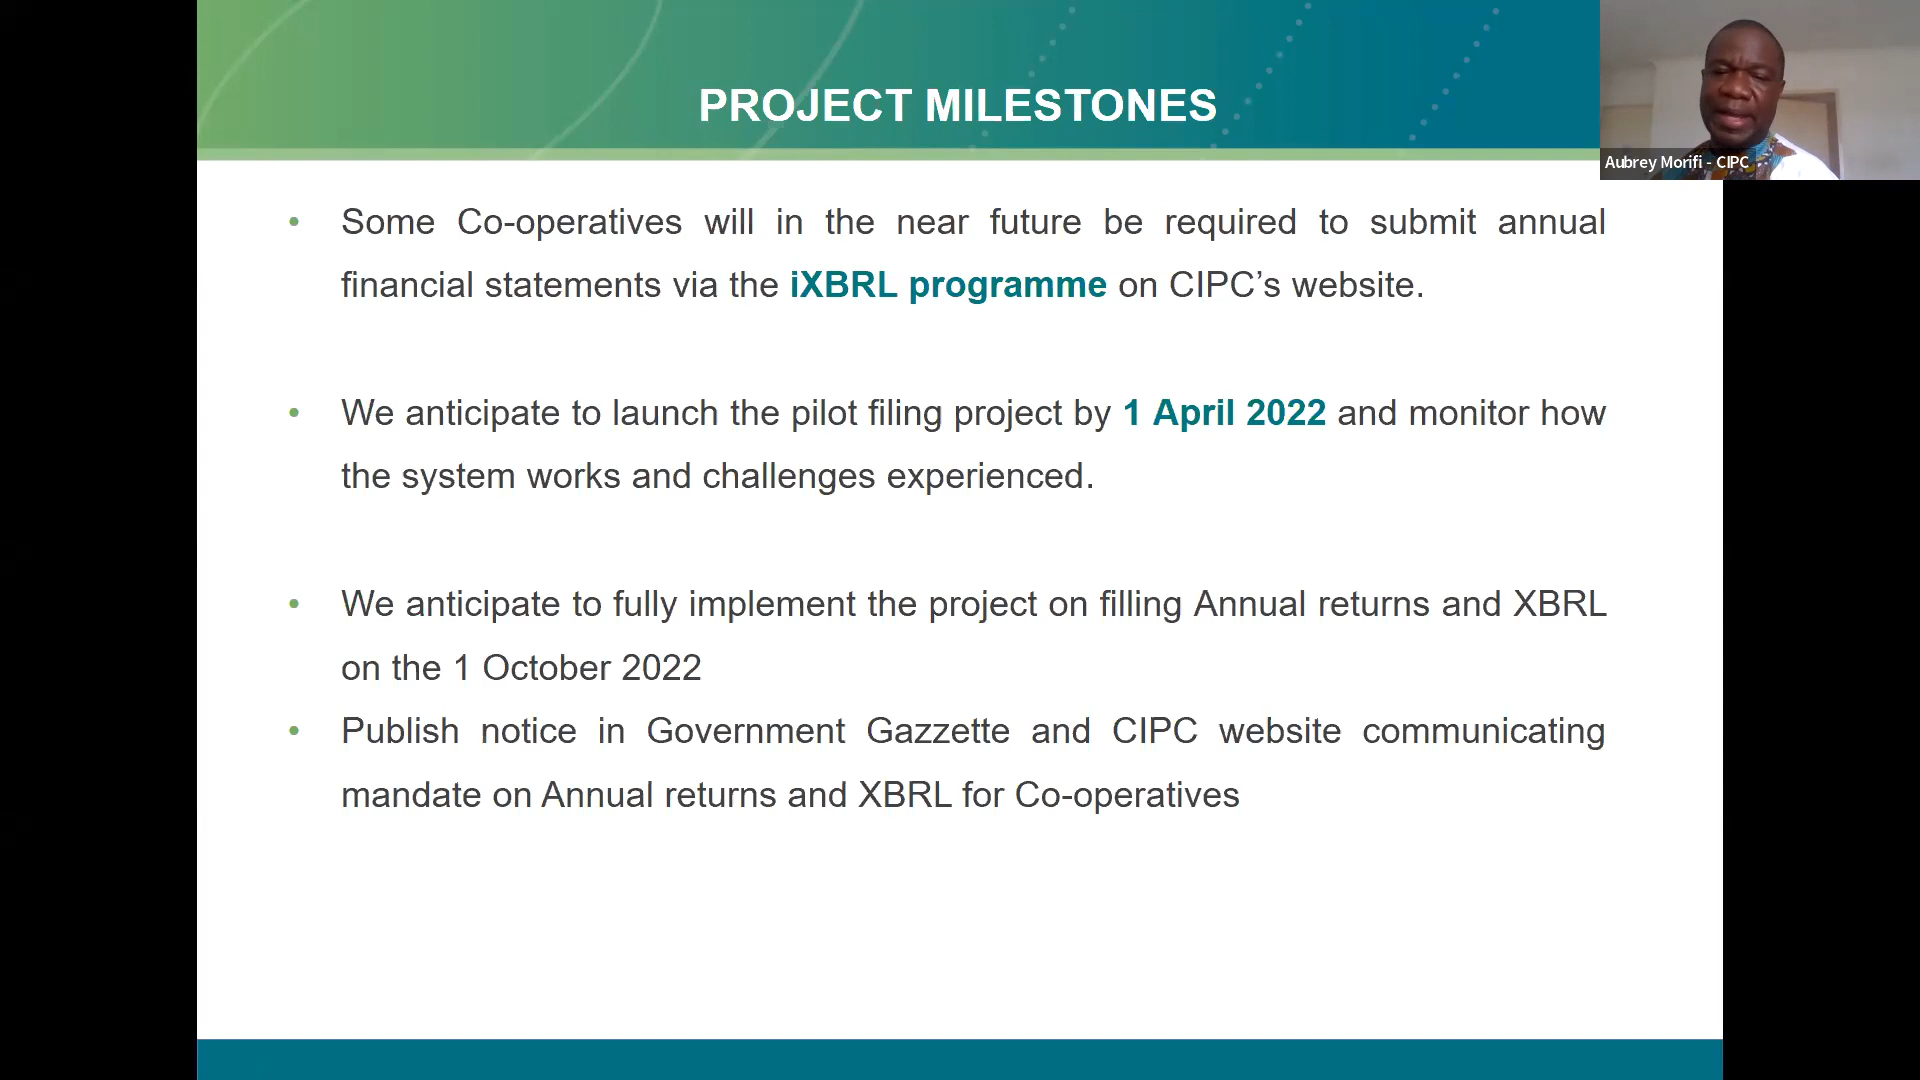 PROJECT MILESTONES
Aubrey Morifi - CIPC
• Some Co-operatives will in the near future be required to submit annual
financial statements via the iXBRL programme on CIPC’s website.
• We anticipate to launch the pilot filing project by 1 April 2022 and monitor how
the system works and challenges experienced.
• We anticipate to fully implement the project on filling Annual returns and XBRL
on the 1 October 2022
• Publish notice in Government Gazzette and CIPC website communicating
mandate on Annual returns and XBRL for Co-operatives